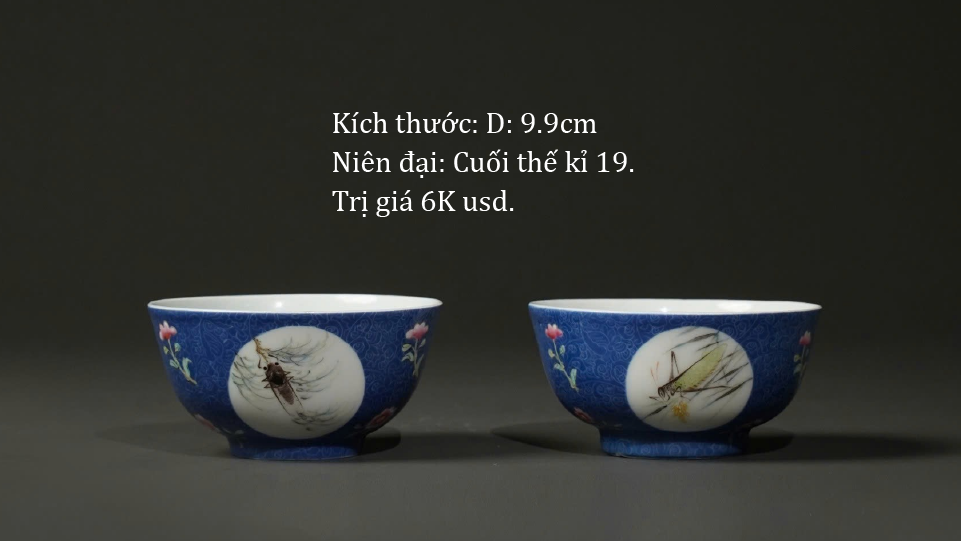 Kích thước: D: 9.9cm
Niên đại: Cuối thế kỉ 19.
Trị giá 6K usd.